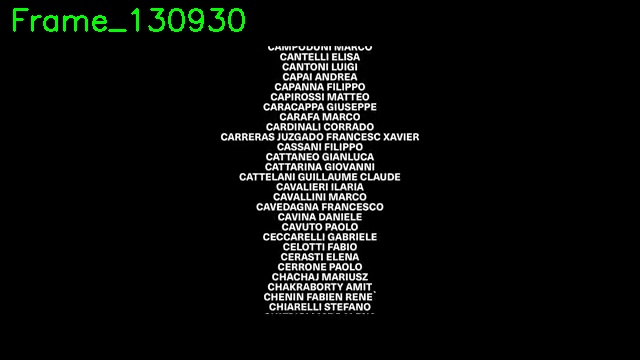 Frame_130930
CAMPODUNI MARCO
CANTELLI ELISA
CANTONI LUIGI
CAPAI ANDREA
CAPANNA FILIPPO
CAPIROSSI MATTEO
CARACAPPA GIUSEPPE
CARAFA MARCO
CARDINALI CORRADO
CARRERAS JUZGADO FRANCESC XAVIER
CASSANI FILIPPO
CATTANEO GIANLUCA
CATTARINA GIOVANNI
CATTELANI GUILLAUME CLAUDE
CAVALIERI ILARIA
CAVALLINI MARCO
CAVEDAGNA FRANCESCO
CAVINA DANIELE
CAVUTO PAOLO
CECCARELLI GABRIELE
CELOTTI FABIO
CERASTI ELENA
CERRONE PAOLO
CHACHAJ MARIUSZ
CHAKRABORTY AMIT
CHENIN FABIEN RENE`
CHIARELLI STEFANO